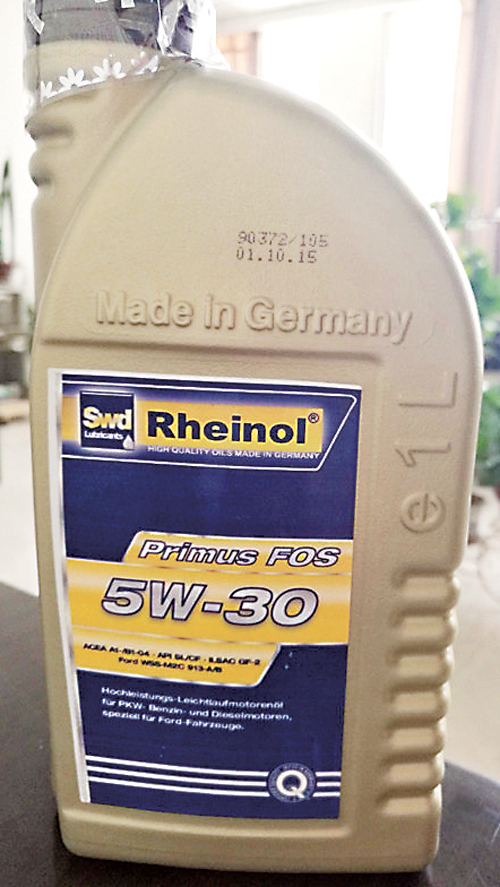 90372/105
01.10.15
Made in Germany
e 1 L
Swd
Lubricants
Rheinol®
HIGH QUALITY OILS MADE IN GERMANY
Primus FOS
5W-30
ACEA A1-/B1-04 · API SL/CF · ILSAC GF-2
Ford WSS-M2C 913-A/B
Hochleistungs-Leichtlaufmotorenöl
für PKW- Benzin- und Dieselmotoren,
speziell für Ford-Fahrzeuge.
Q